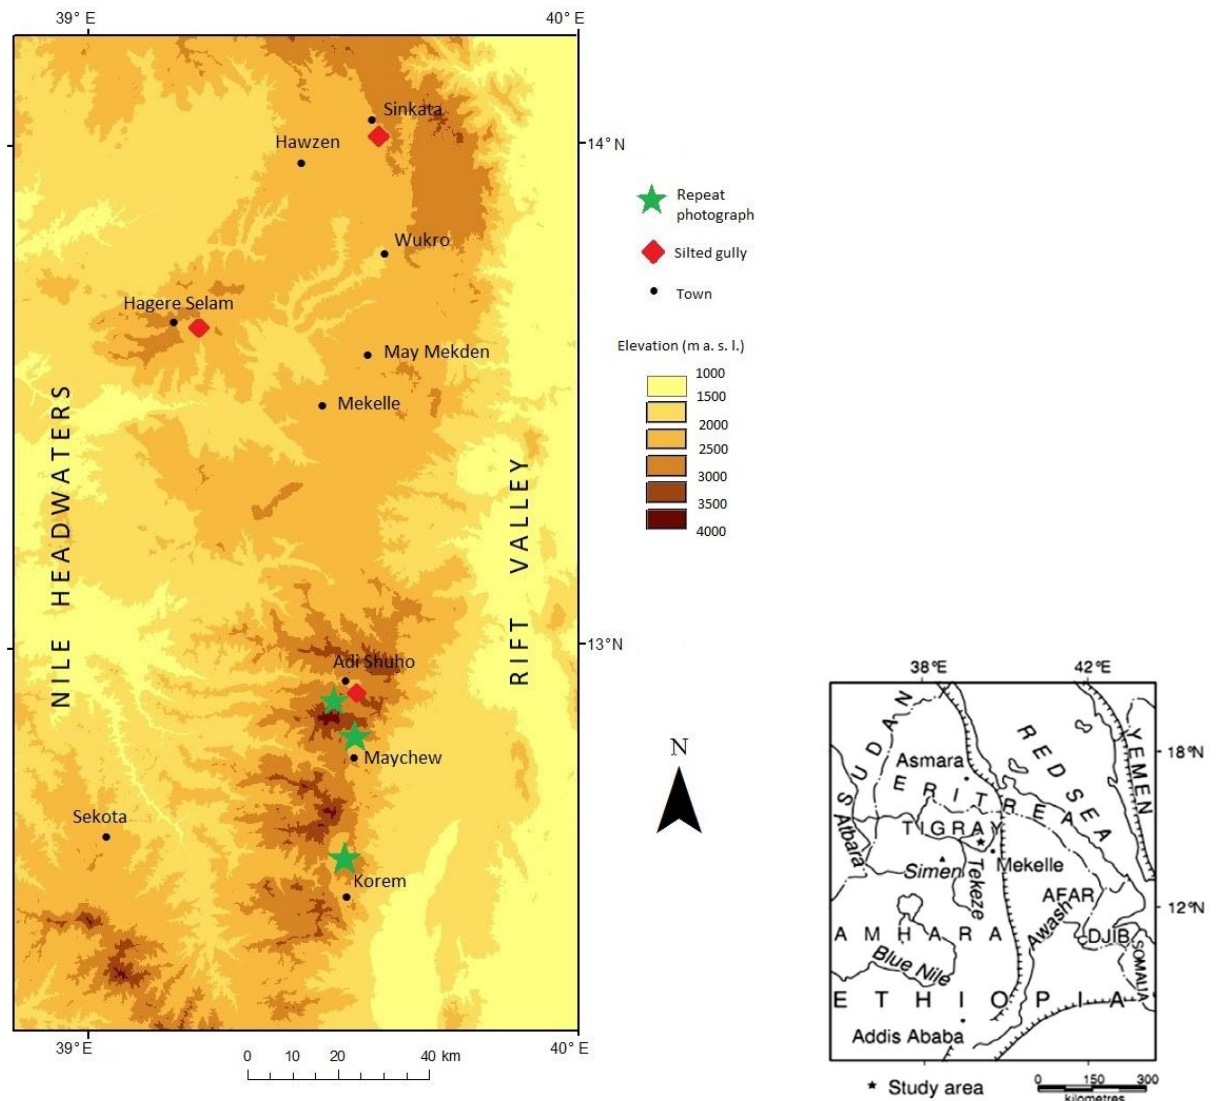 39° E
40° E
Sinkata
Hawzen
14° N
Repeat
photograph
Wukro
Silted gully
Town
Hagere Selam
May Mekden
Mekelle
Elevation (m a. s. l.)
1000
1500
2000
2500
3000
3500
4000
NILE HEADWATERS
RIFT VALLEY
13°N
Adi Shuho
Maychew
Sekota
Korem
39° E
40° E
0 10 20 40 km
N
38°E
42°E
SUDAN
RED SEA
YEMEN
18°N
Asmara
ERITREA
TIGRAY
Atbara
Simen
Tekeze
Mekelle
AFAR
12°N
AMHARA
Awash
DJIB.
SOMALIA
Blue Nile
ETHIOPIA
Addis Ababa
Study area
0 150 300
kilometres